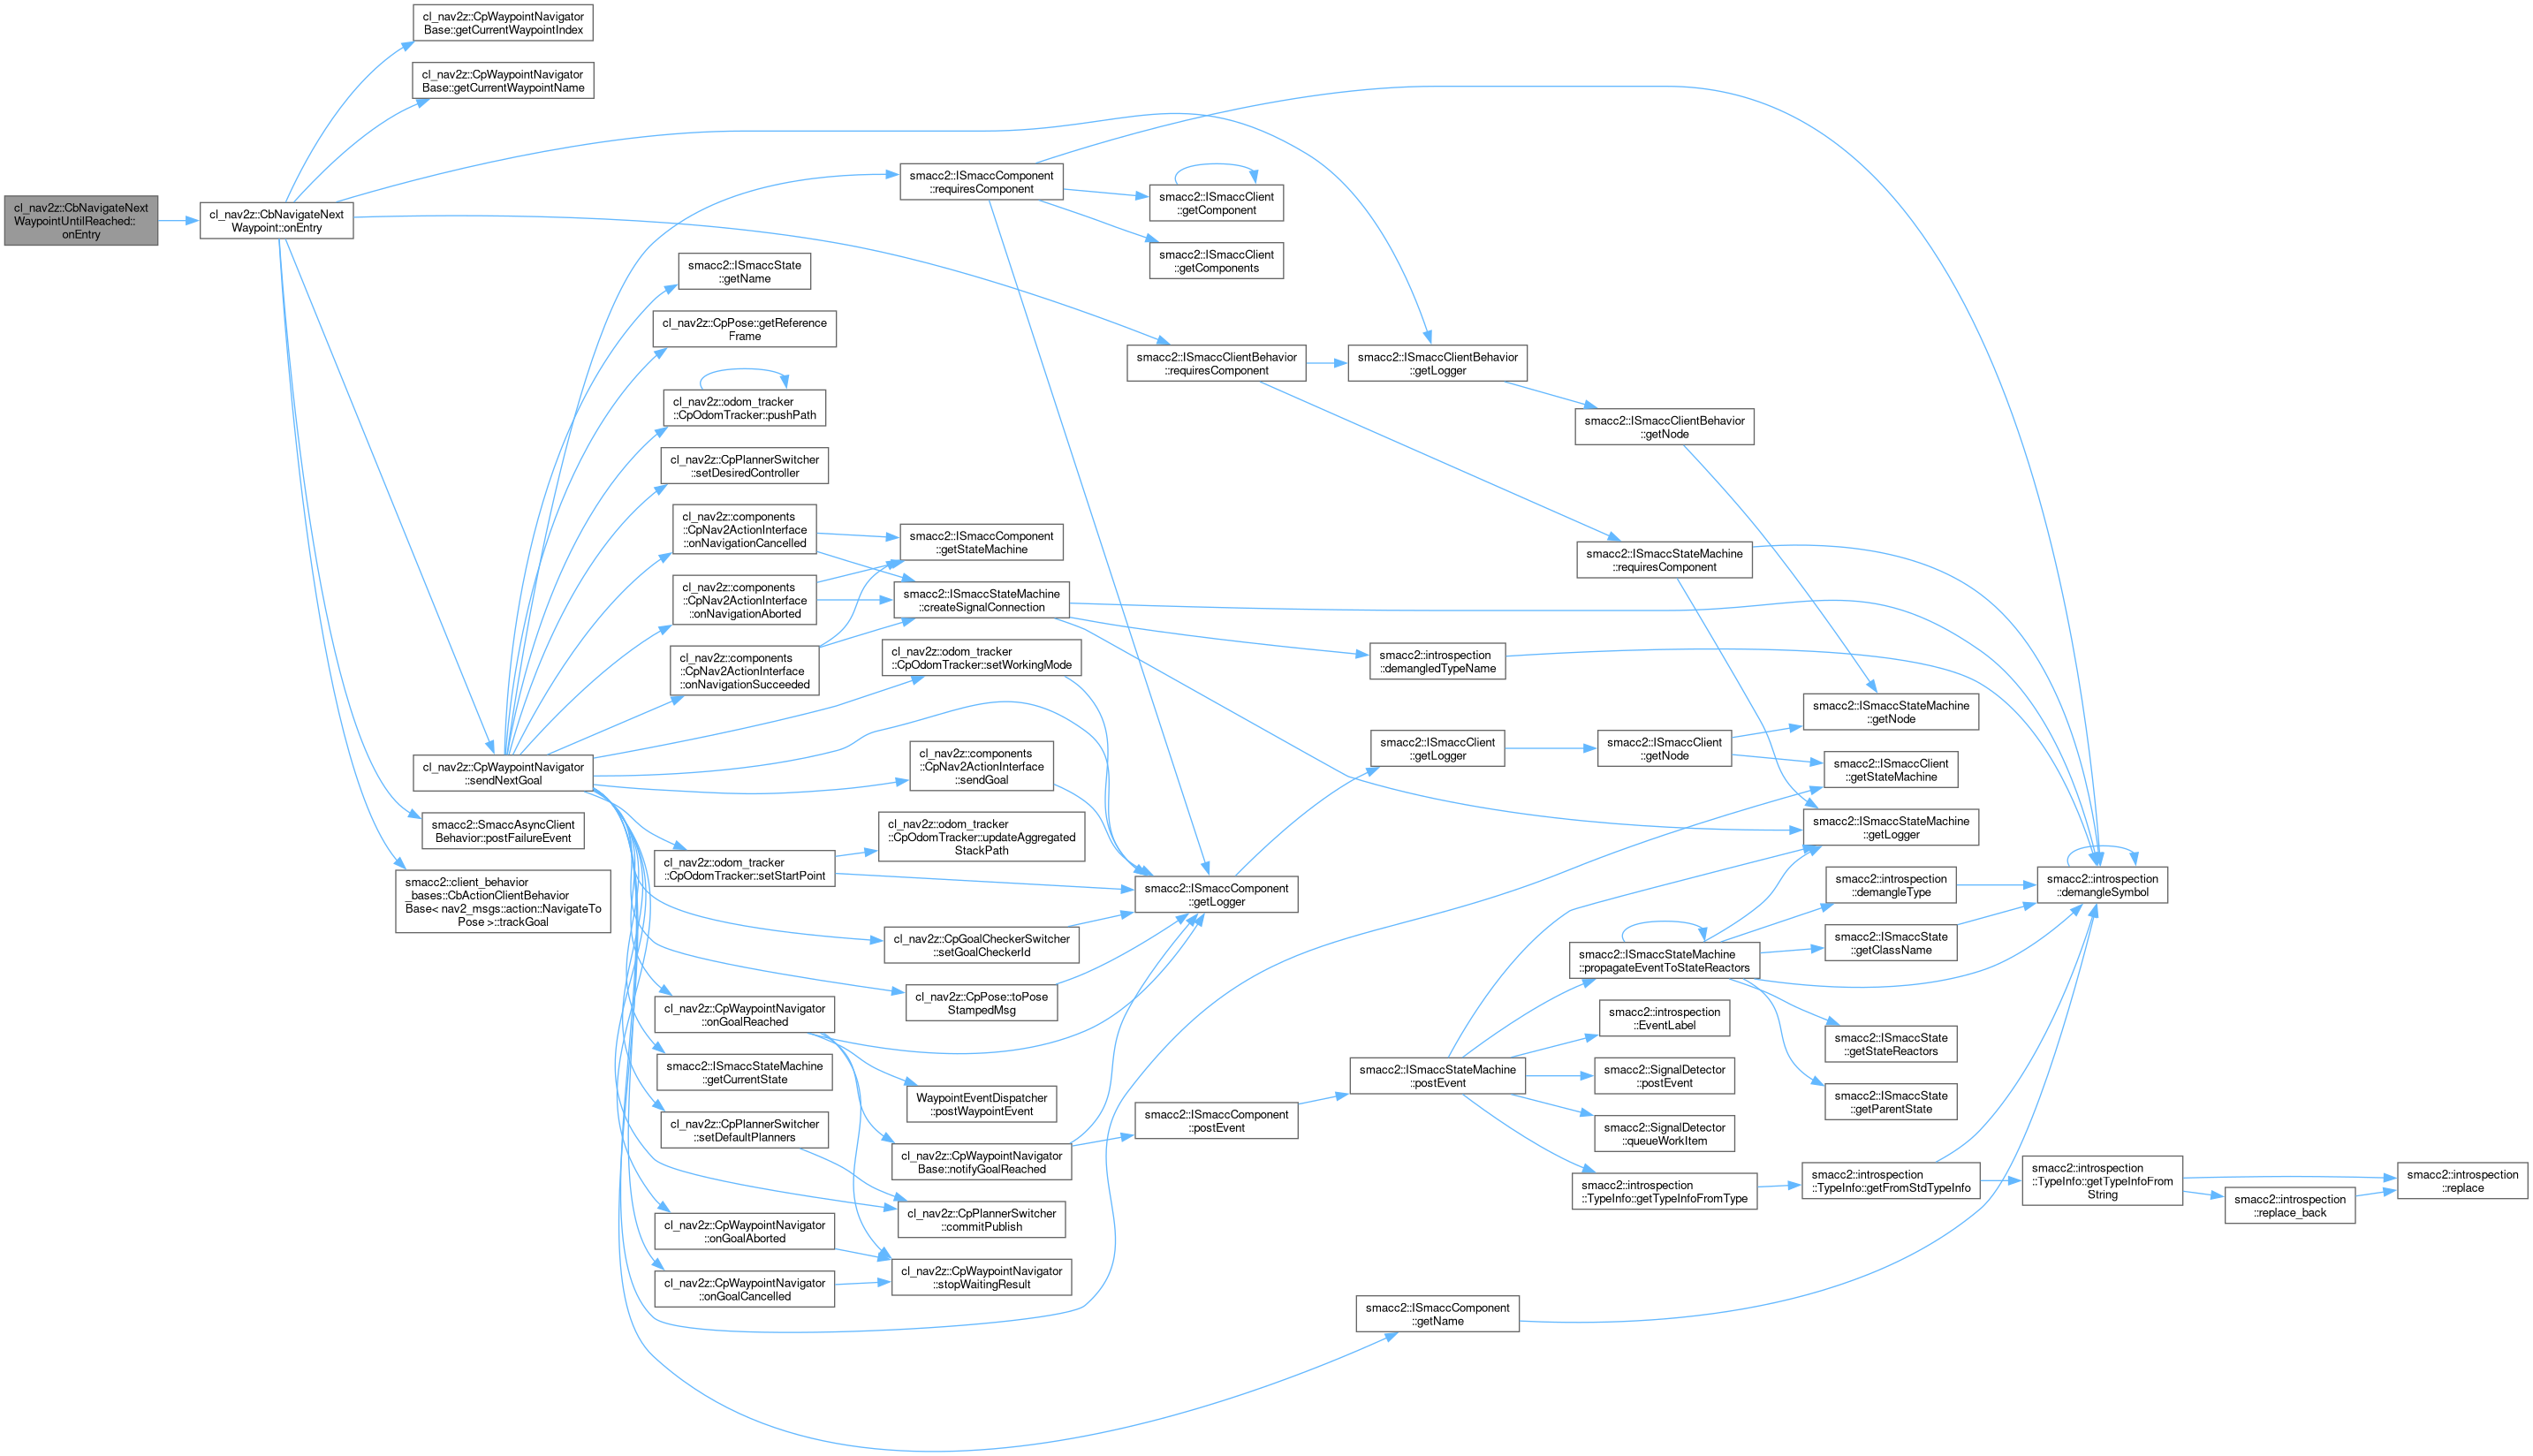 cl_nav2z::CbNavigateNext
WaypointUntilReached::
onEntry
cl_nav2z::CbNavigateNext
Waypoint::onEntry
cl_nav2z::CpWaypointNavigator
Base::getCurrentWaypointIndex
cl_nav2z::CpWaypointNavigator
Base::getCurrentWaypointName
cl_nav2z::CpWaypointNavigator
::sendNextGoal
smacc2::SmaccAsyncClient
Behavior::postFailureEvent
smacc2::client_behavior
_bases::CbActionClientBehavior
Base< nav2_msgs::action::NavigateTo
Pose >::trackGoal
smacc2::ISmaccState
::getName
cl_nav2z::CpPose::getReference
Frame
cl_nav2z::odom_tracker
::CpOdomTracker::pushPath
cl_nav2z::CpPlannerSwitcher
::setDesiredController
cl_nav2z::components
::CpNav2ActionInterface
::onNavigationCancelled
cl_nav2z::components
::CpNav2ActionInterface
::onNavigationAborted
cl_nav2z::components
::CpNav2ActionInterface
::onNavigationSucceeded
cl_nav2z::odom_tracker
::CpOdomTracker::setStartPoint
cl_nav2z::CpWaypointNavigator
::onGoalReached
smacc2::ISmaccStateMachine
::getCurrentState
cl_nav2z::CpPlannerSwitcher
::setDefaultPlanners
cl_nav2z::CpWaypointNavigator
::onGoalAborted
cl_nav2z::CpWaypointNavigator
::onGoalCancelled
smacc2::ISmaccComponent
::requiresComponent
smacc2::ISmaccComponent
::getStateMachine
smacc2::ISmaccStateMachine
::createSignalConnection
cl_nav2z::odom_tracker
::CpOdomTracker::setWorkingMode
cl_nav2z::components
::CpNav2ActionInterface
::sendGoal
cl_nav2z::odom_tracker
::CpOdomTracker::updateAggregated
StackPath
cl_nav2z::CpGoalCheckerSwitcher
::setGoalCheckerId
cl_nav2z::CpPose::toPose
StampedMsg
WaypointEventDispatcher
::postWaypointEvent
cl_nav2z::CpWaypointNavigator
Base::notifyGoalReached
cl_nav2z::CpPlannerSwitcher
::commitPublish
cl_nav2z::CpWaypointNavigator
::stopWaitingResult
smacc2::ISmaccClient
::getComponent
smacc2::ISmaccClient
::getComponents
smacc2::ISmaccClientBehavior
::requiresComponent
smacc2::ISmaccComponent
::getLogger
smacc2::ISmaccComponent
::postEvent
smacc2::ISmaccClientBehavior
::getLogger
smacc2::introspection
::demangledTypeName
smacc2::ISmaccClient
::getLogger
smacc2::ISmaccStateMachine
::postEvent
smacc2::ISmaccComponent
::getName
smacc2::ISmaccClientBehavior
::getNode
smacc2::ISmaccStateMachine
::requiresComponent
smacc2::ISmaccClient
::getNode
smacc2::ISmaccStateMachine
::propagateEventToStateReactors
smacc2::introspection
::EventLabel
smacc2::SignalDetector
::postEvent
smacc2::SignalDetector
::queueWorkItem
smacc2::introspection
::TypeInfo::getTypeInfoFromType
smacc2::ISmaccStateMachine
::getNode
smacc2::ISmaccClient
::getStateMachine
smacc2::ISmaccStateMachine
::getLogger
smacc2::introspection
::demangleType
smacc2::ISmaccState
::getClassName
smacc2::ISmaccState
::getStateReactors
smacc2::ISmaccState
::getParentState
smacc2::introspection
::TypeInfo::getFromStdTypeInfo
smacc2::introspection
::demangleSymbol
smacc2::introspection
::TypeInfo::getTypeInfoFrom
String
smacc2::introspection
::replace_back
smacc2::introspection
::replace